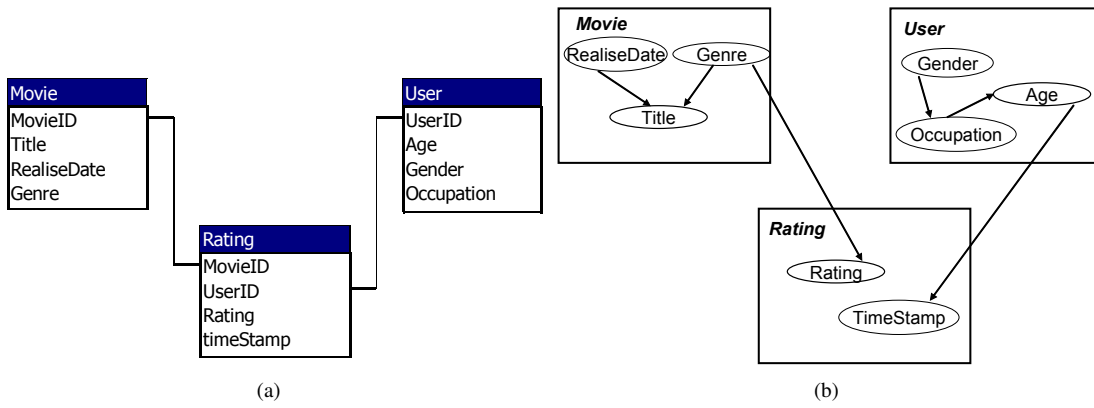 Movie
MovieID
Title
RealiseDate
Genre
User
UserID
Age
Gender
Occupation
Rating
MovieID
UserID
Rating
timeStamp
(a)
Movie
RealiseDate
Genre
Title
User
Gender
Age
Occupation
Rating
Rating
TimeStamp
(b)